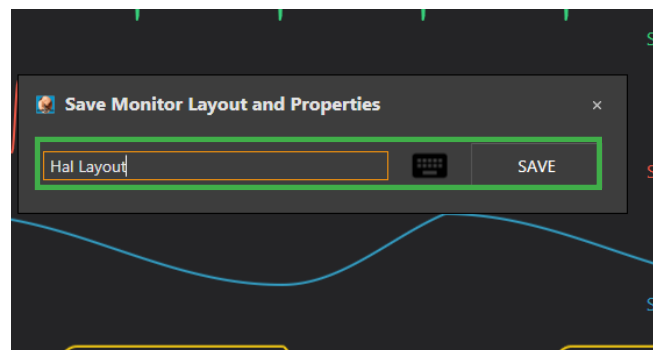 Save Monitor Layout and Properties
Hal Layout
SAVE
S
S
S